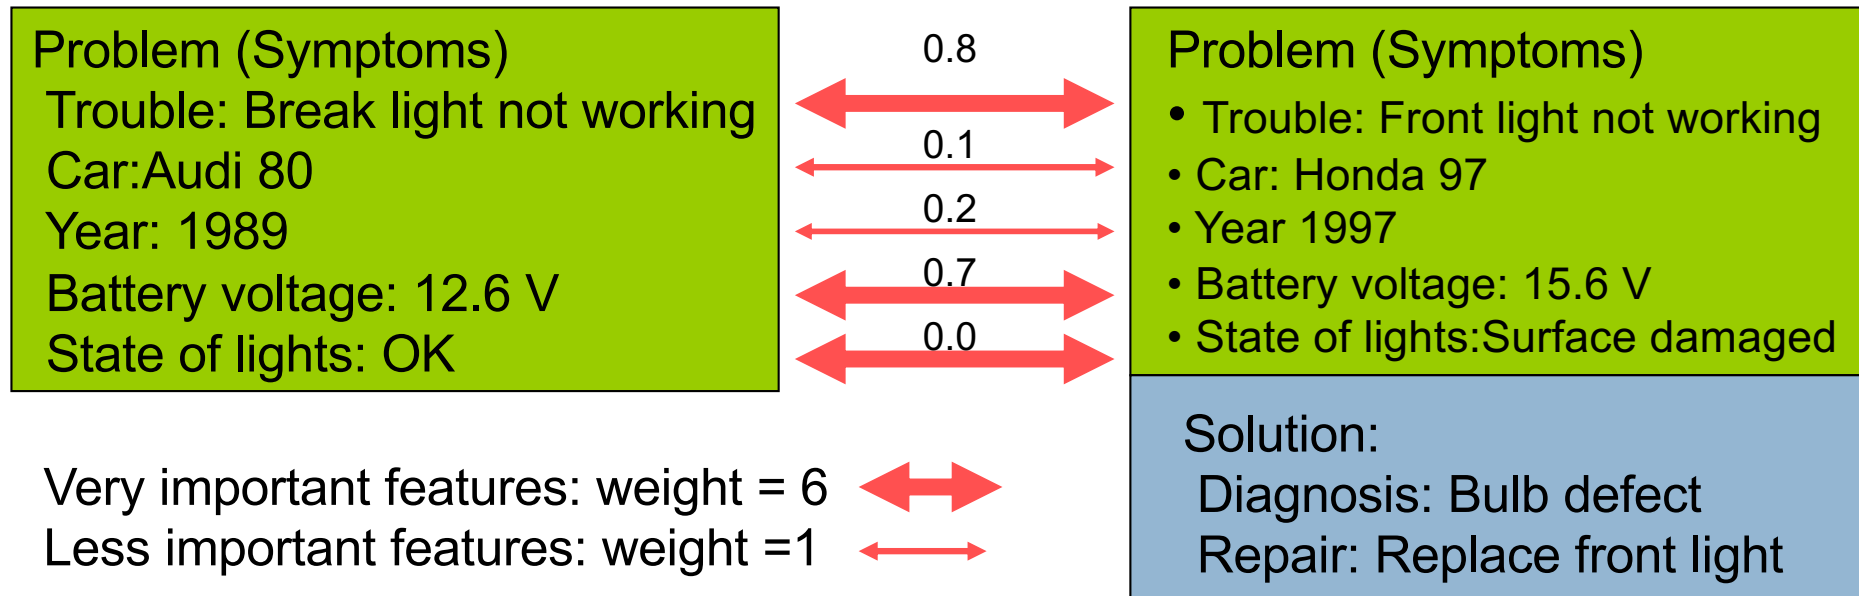 Problem (Symptoms)
Trouble: Break light not working
Car:Audi 80
Year: 1989
Battery voltage: 12.6 V
State of lights: OK
0.8
0.1
0.2
0.7
0.0
Problem (Symptoms)
• Trouble: Front light not working
• Car: Honda 97
• Year 1997
• Battery voltage: 15.6 V
• State of lights:Surface damaged
Solution:
Diagnosis: Bulb defect
Repair: Replace front light
Very important features: weight = 6
Less important features: weight =1